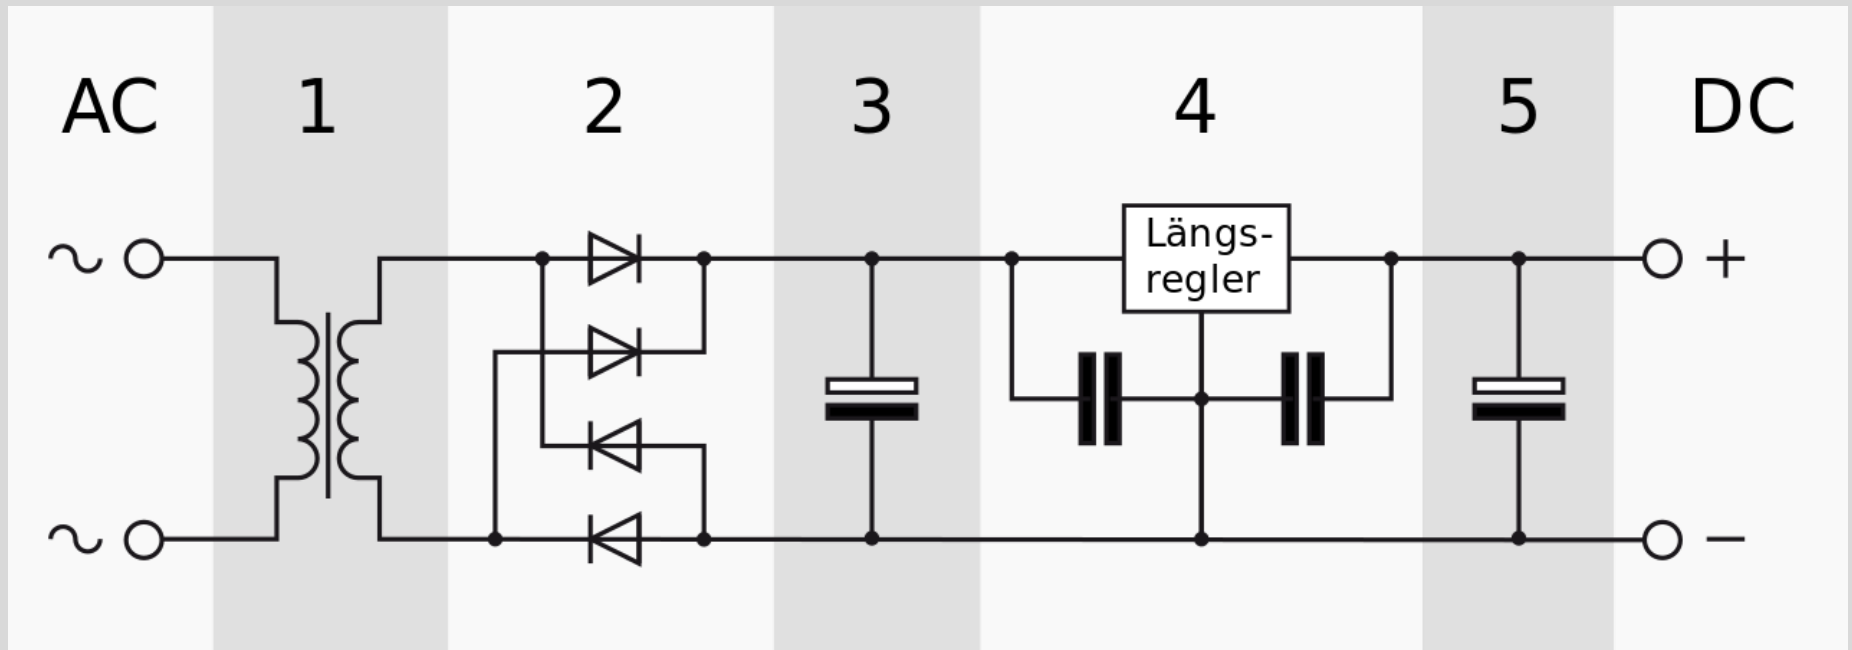 AC 1 2 3 4 5 DC
Längs-
regler
~ +
~ −